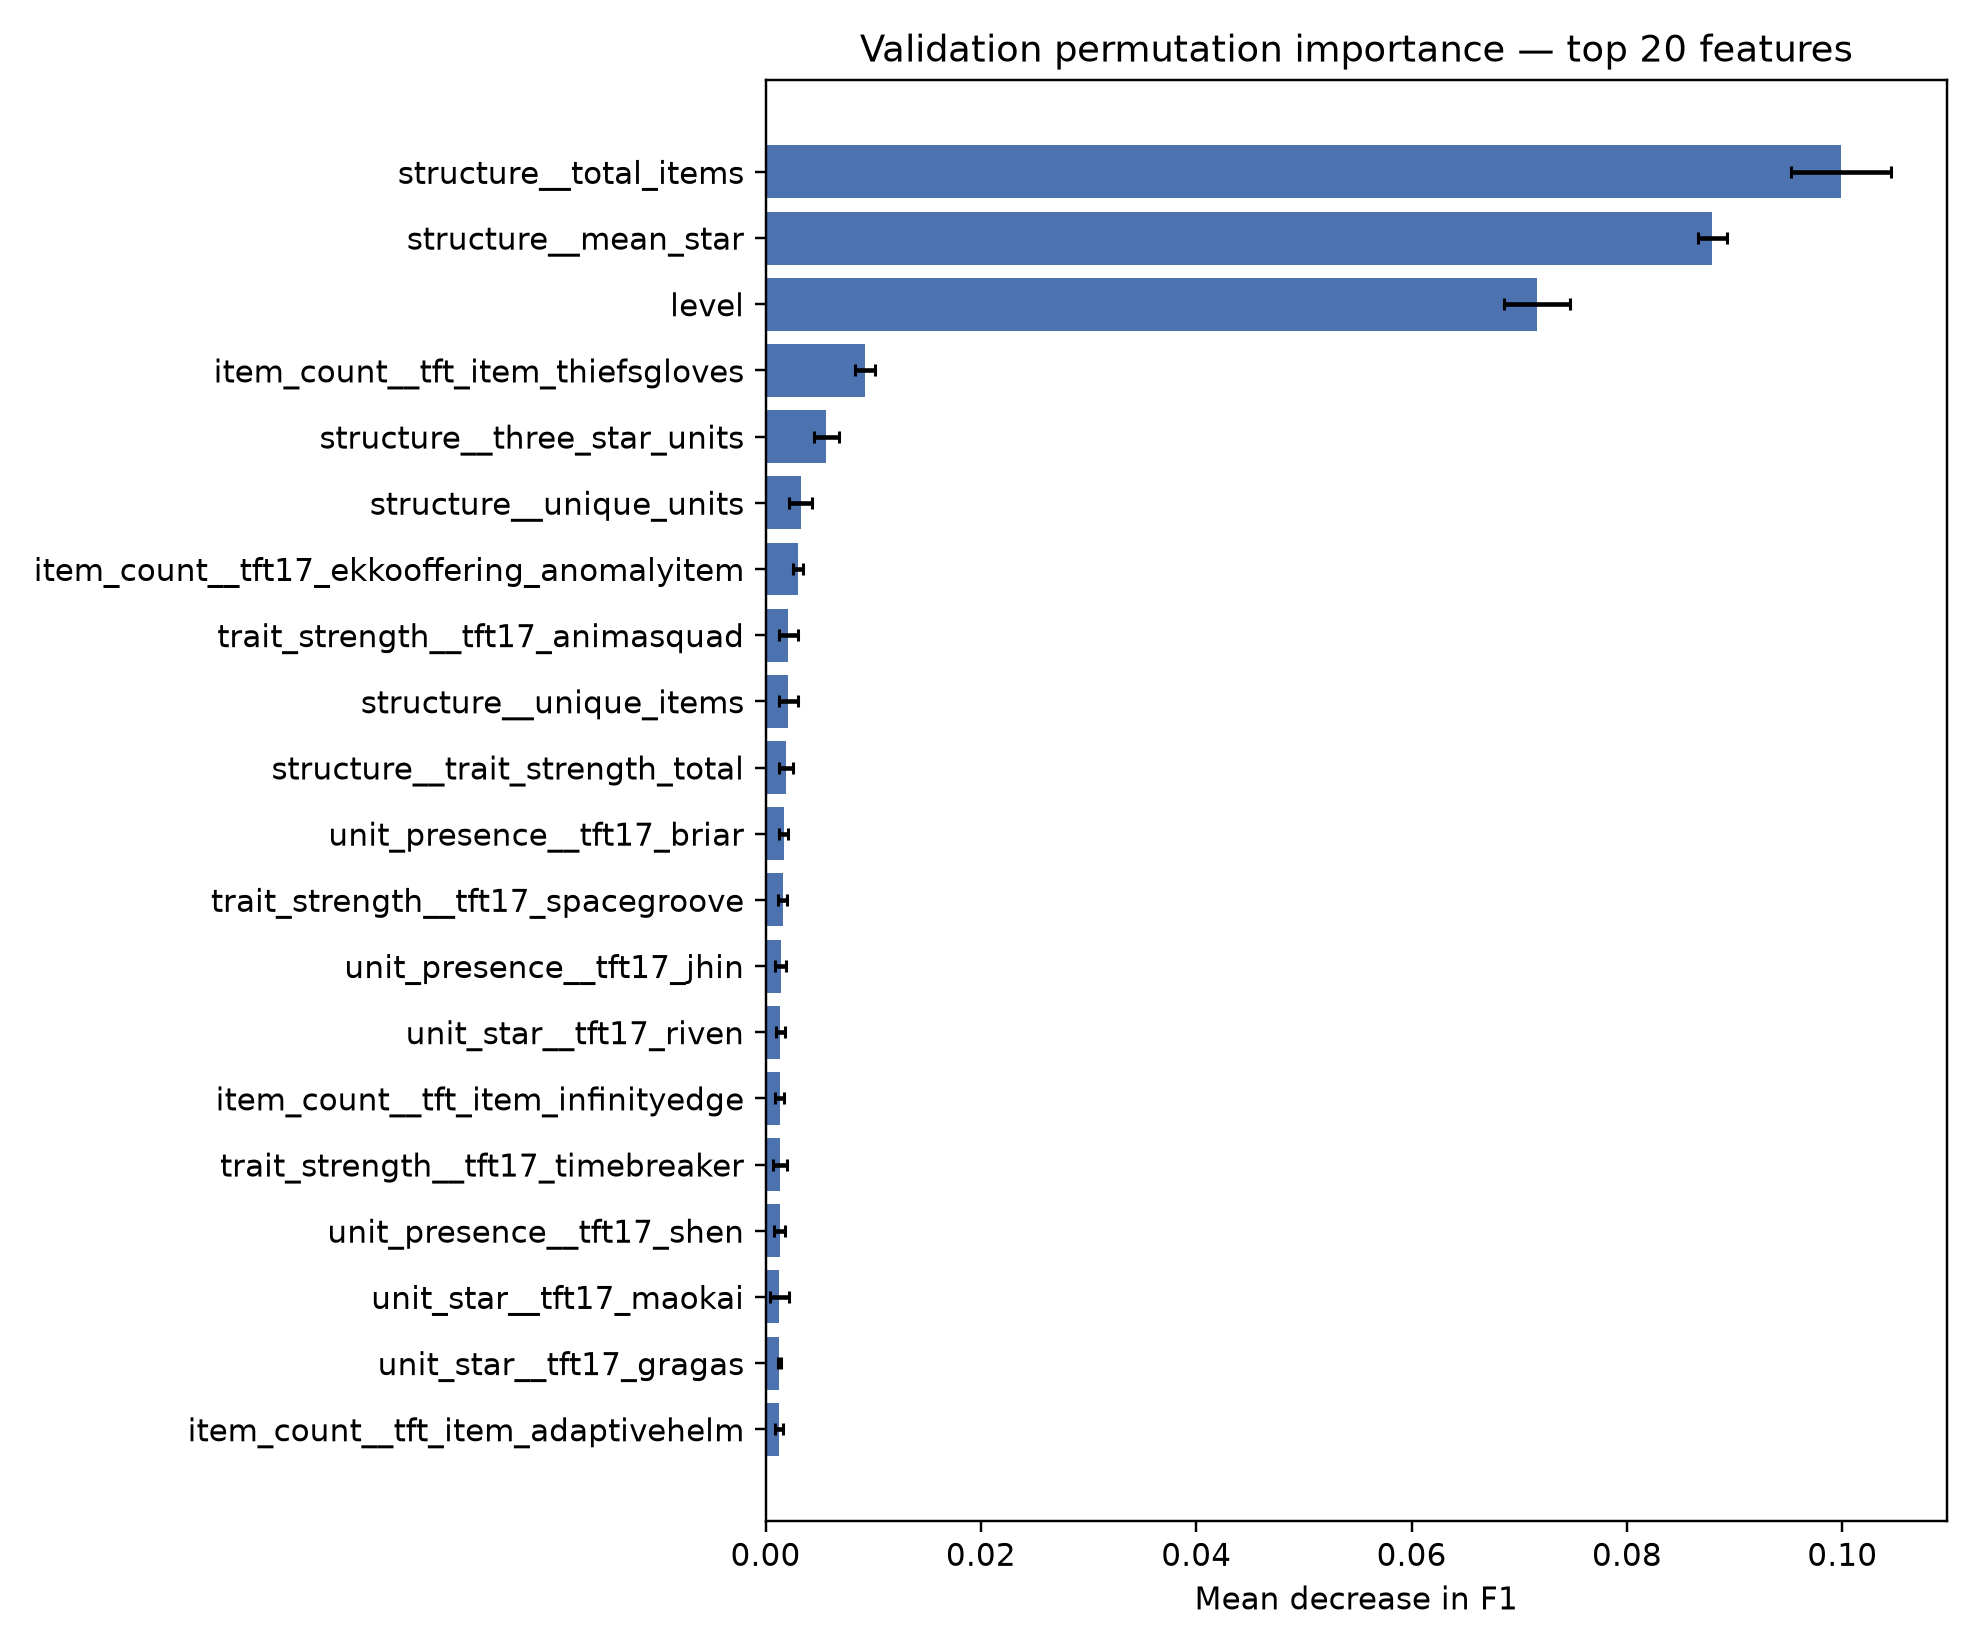 Validation permutation importance — top 20 features
structure__total_items
structure__mean_star
level
item_count__tft_item_thiefsgloves
structure__three_star_units
structure__unique_units
item_count__tft17_ekkooffering_anomalyitem
trait_strength__tft17_animasquad
structure__unique_items
structure__trait_strength_total
unit_presence__tft17_briar
trait_strength__tft17_spacegroove
unit_presence__tft17_jhin
unit_star__tft17_riven
item_count__tft_item_infinityedge
trait_strength__tft17_timebreaker
unit_presence__tft17_shen
unit_star__tft17_maokai
unit_star__tft17_gragas
item_count__tft_item_adaptivehelm
0.00 0.02 0.04 0.06 0.08 0.10
Mean decrease in F1